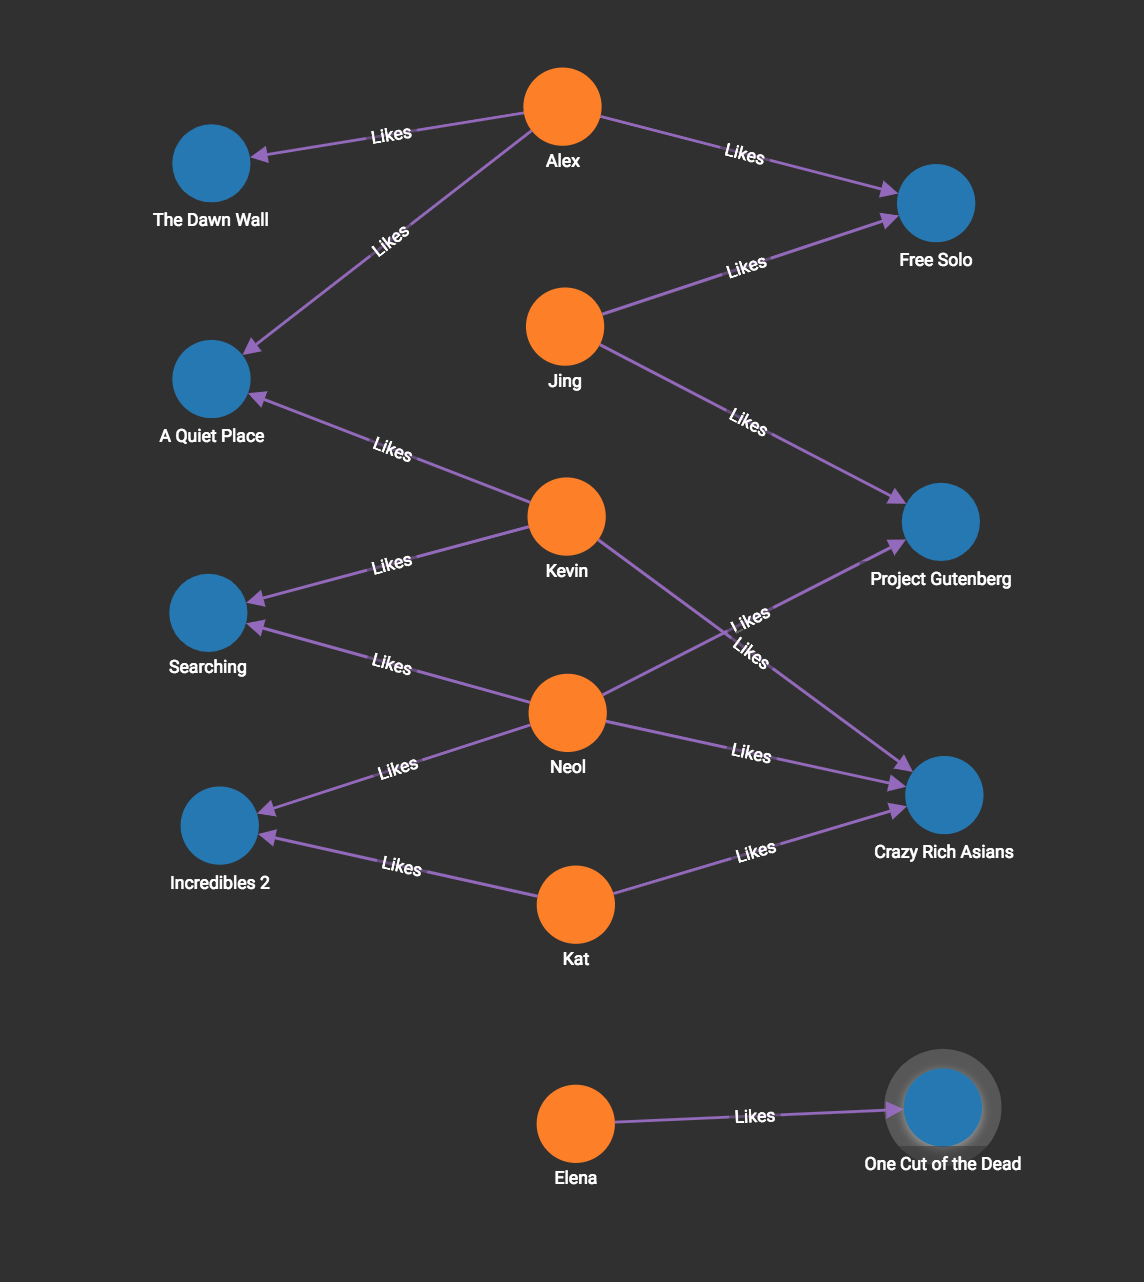 Likes
Alex
Likes
The Dawn Wall
Likes
Free Solo
Likes
Jing
Likes
A Quiet Place
Likes
Likes
Kevin
Project Gutenberg
Likes
Likes
Likes
Searching
Likes
Neol
Likes
Likes
Incredibles 2
Likes
Likes
Crazy Rich Asians
Kat
Likes
One Cut of the Dead
Elena